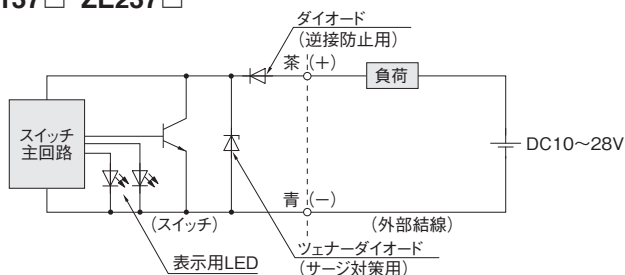 ダイオード
(逆接防止用)
茶 (+)
負荷
スイッチ
主回路
DC10〜28V
青 (−)
(スイッチ)
(外部結線)
表示用LED
ツェナーダイオード
(サージ対策用)